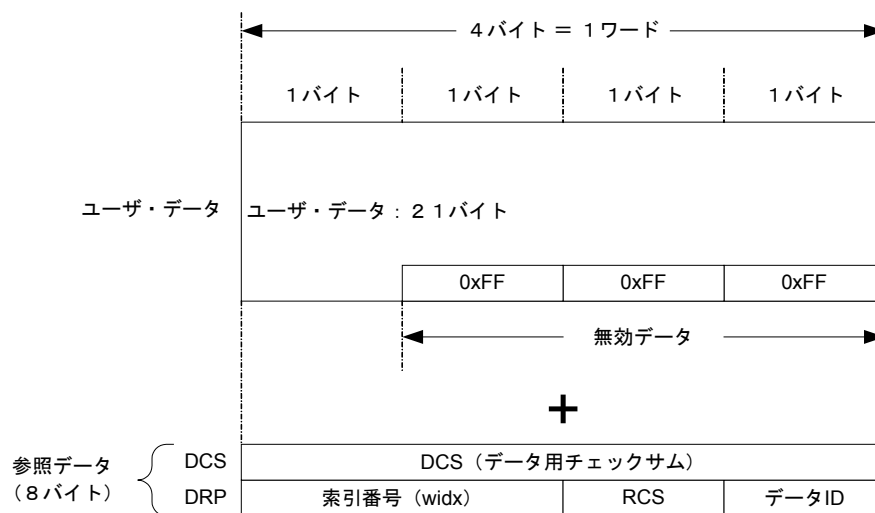 4バイト = 1ワード
1バイト 1バイト 1バイト 1バイト
ユーザ・データ ユーザ・データ : 21バイト
0xFF 0xFF 0xFF
無効データ
+
参照データ
(8バイト)
DCS DCS(データ用チェックサム)
DRP 索引番号(widx) RCS データID